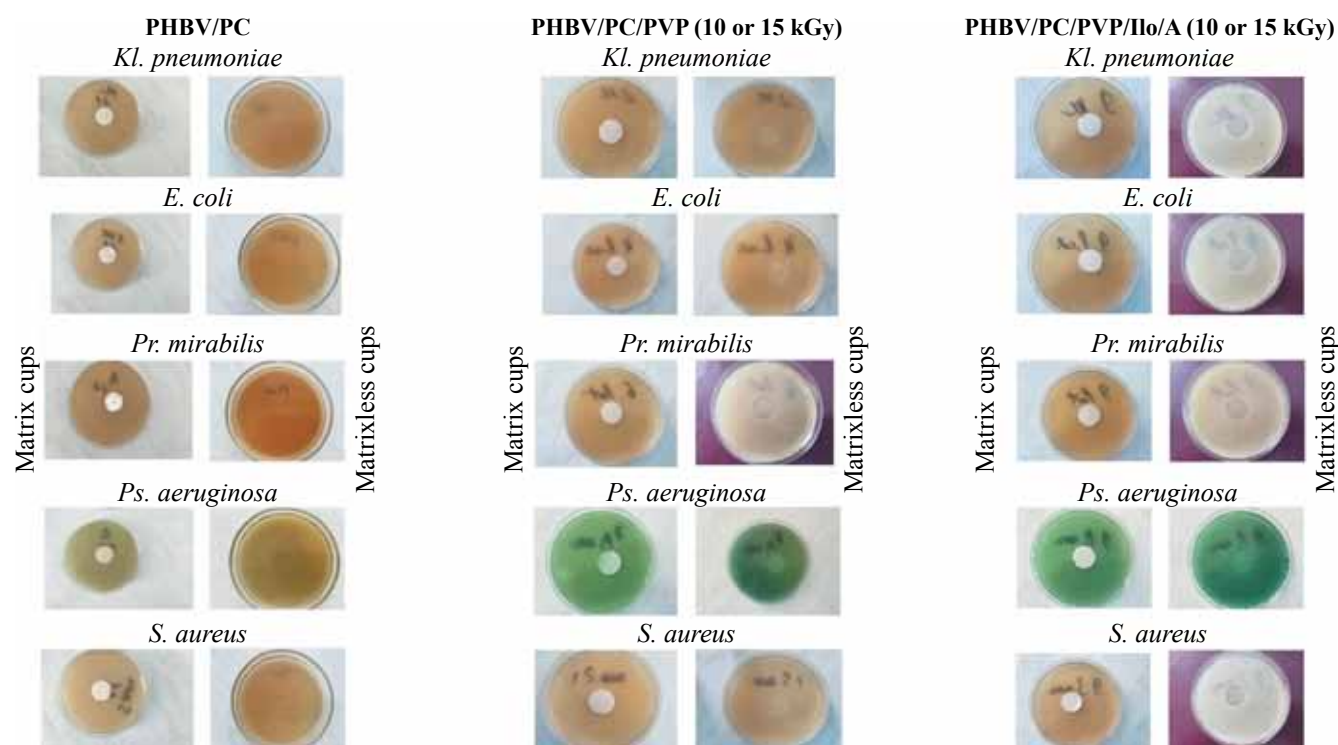 PHBV/PC
Kl. pneumoniae
E. coli
Pr. mirabilis
Ps. aeruginosa
S. aureus
Matrix cups
Matrixless cups
PHBV/PC/PVP (10 or 15 kGy)
Kl. pneumoniae
E. coli
Pr. mirabilis
Ps. aeruginosa
S. aureus
Matrix cups
Matrixless cups
PHBV/PC/PVP/Ilo/A (10 or 15 kGy)
Kl. pneumoniae
E. coli
Pr. mirabilis
Ps. aeruginosa
S. aureus
Matrix cups
Matrixless cups